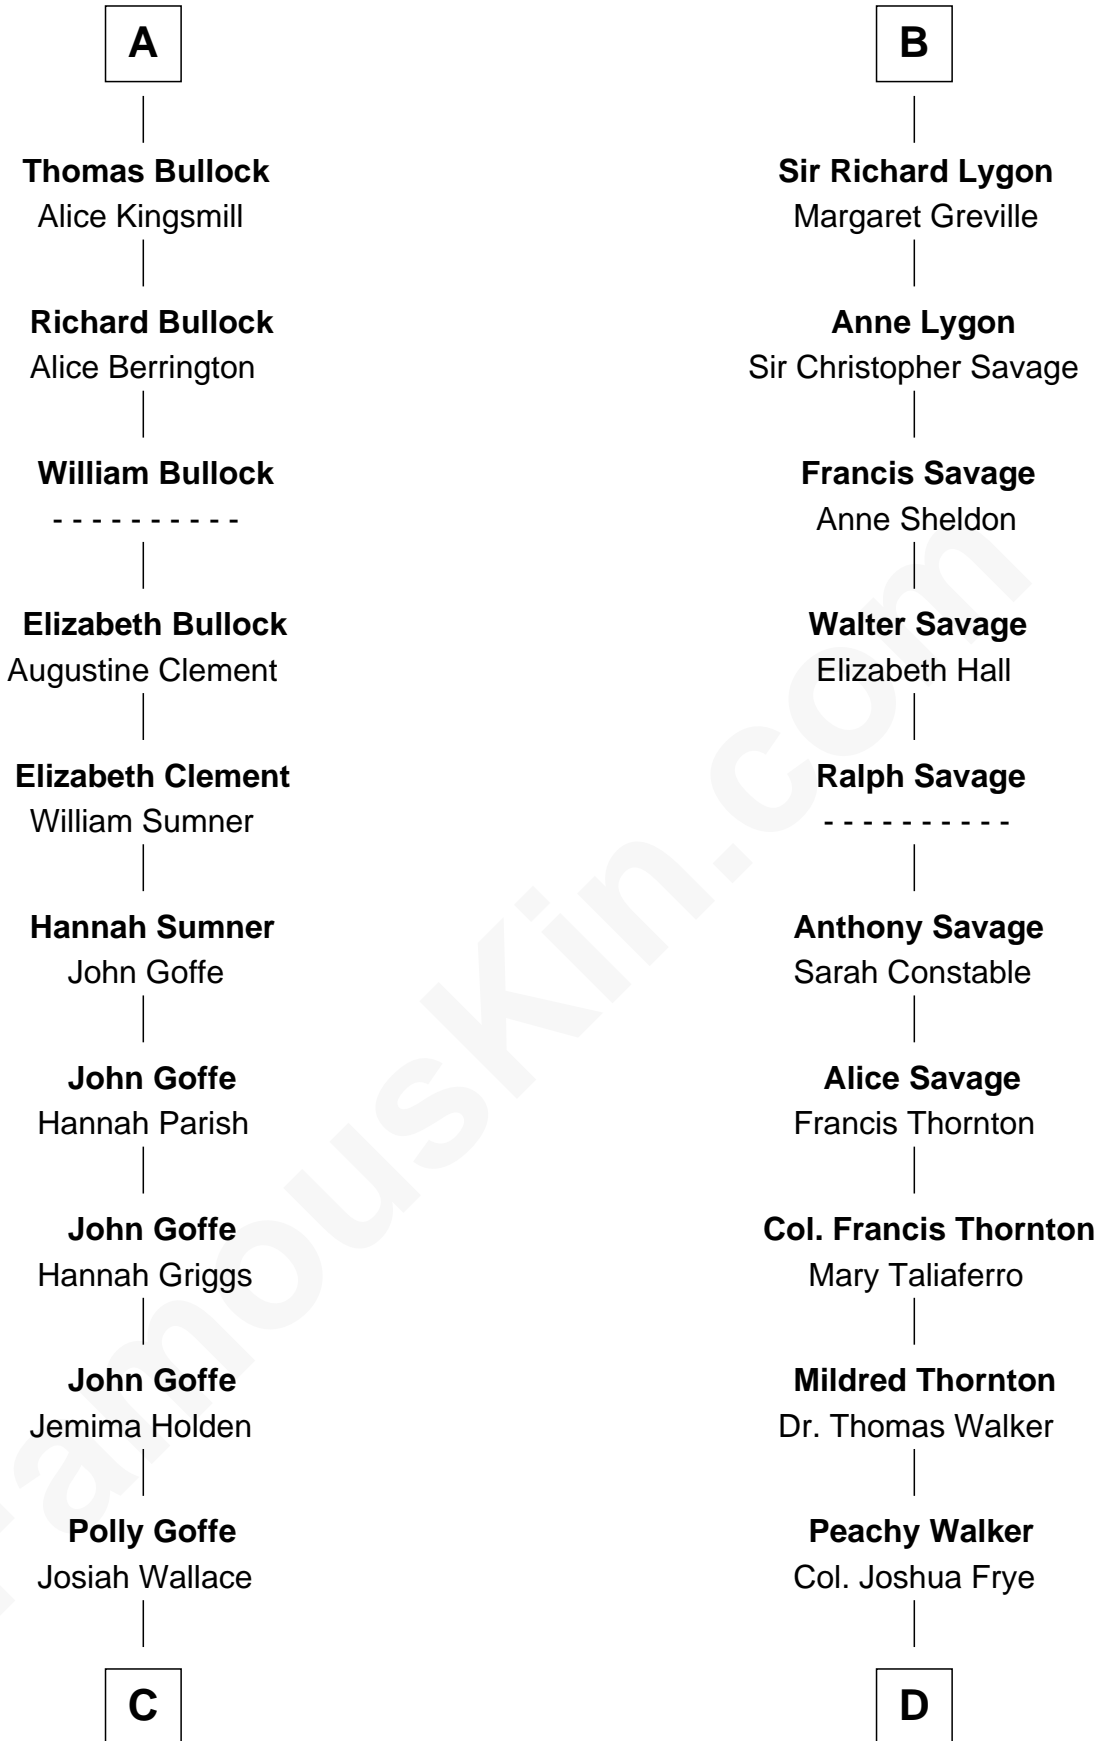 A
Thomas Bullock
Alice Kingsmill
Richard Bullock
Alice Berrington
William Bullock
- - - - - - - - - -
Elizabeth Bullock
Augustine Clement
Elizabeth Clement
William Sumner
Hannah Sumner
John Goffe
John Goffe
Hannah Parish
John Goffe
Hannah Griggs
John Goffe
Jemima Holden
Polly Goffe
Josiah Wallace
C
B
Sir Richard Lygon
Margaret Greville
Anne Lygon
Sir Christopher Savage
Francis Savage
Anne Sheldon
Walter Savage
Elizabeth Hall
Ralph Savage
- - - - - - - - - -
Anthony Savage
Sarah Constable
Alice Savage
Francis Thornton
Col. Francis Thornton
Mary Taliaferro
Mildred Thornton
Dr. Thomas Walker
Peachy Walker
Col. Joshua Frye
D
FamousKin.com